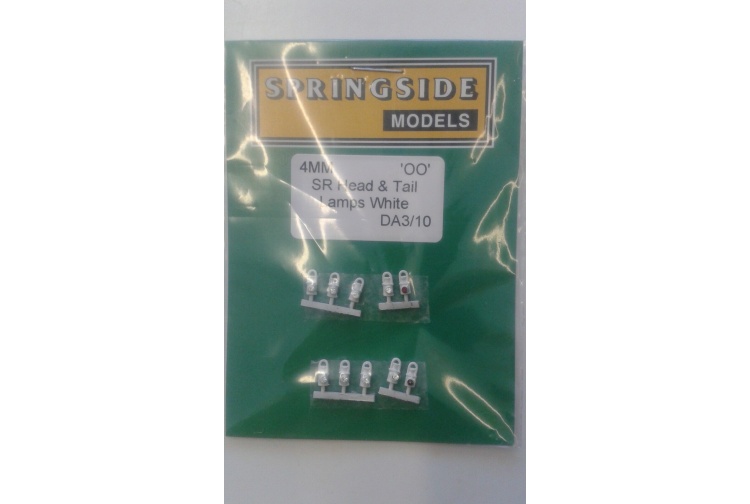 SPRINGSIDE
MODELS
4MM 'OO'
SR Head & Tail
Lamps White
DA3/10